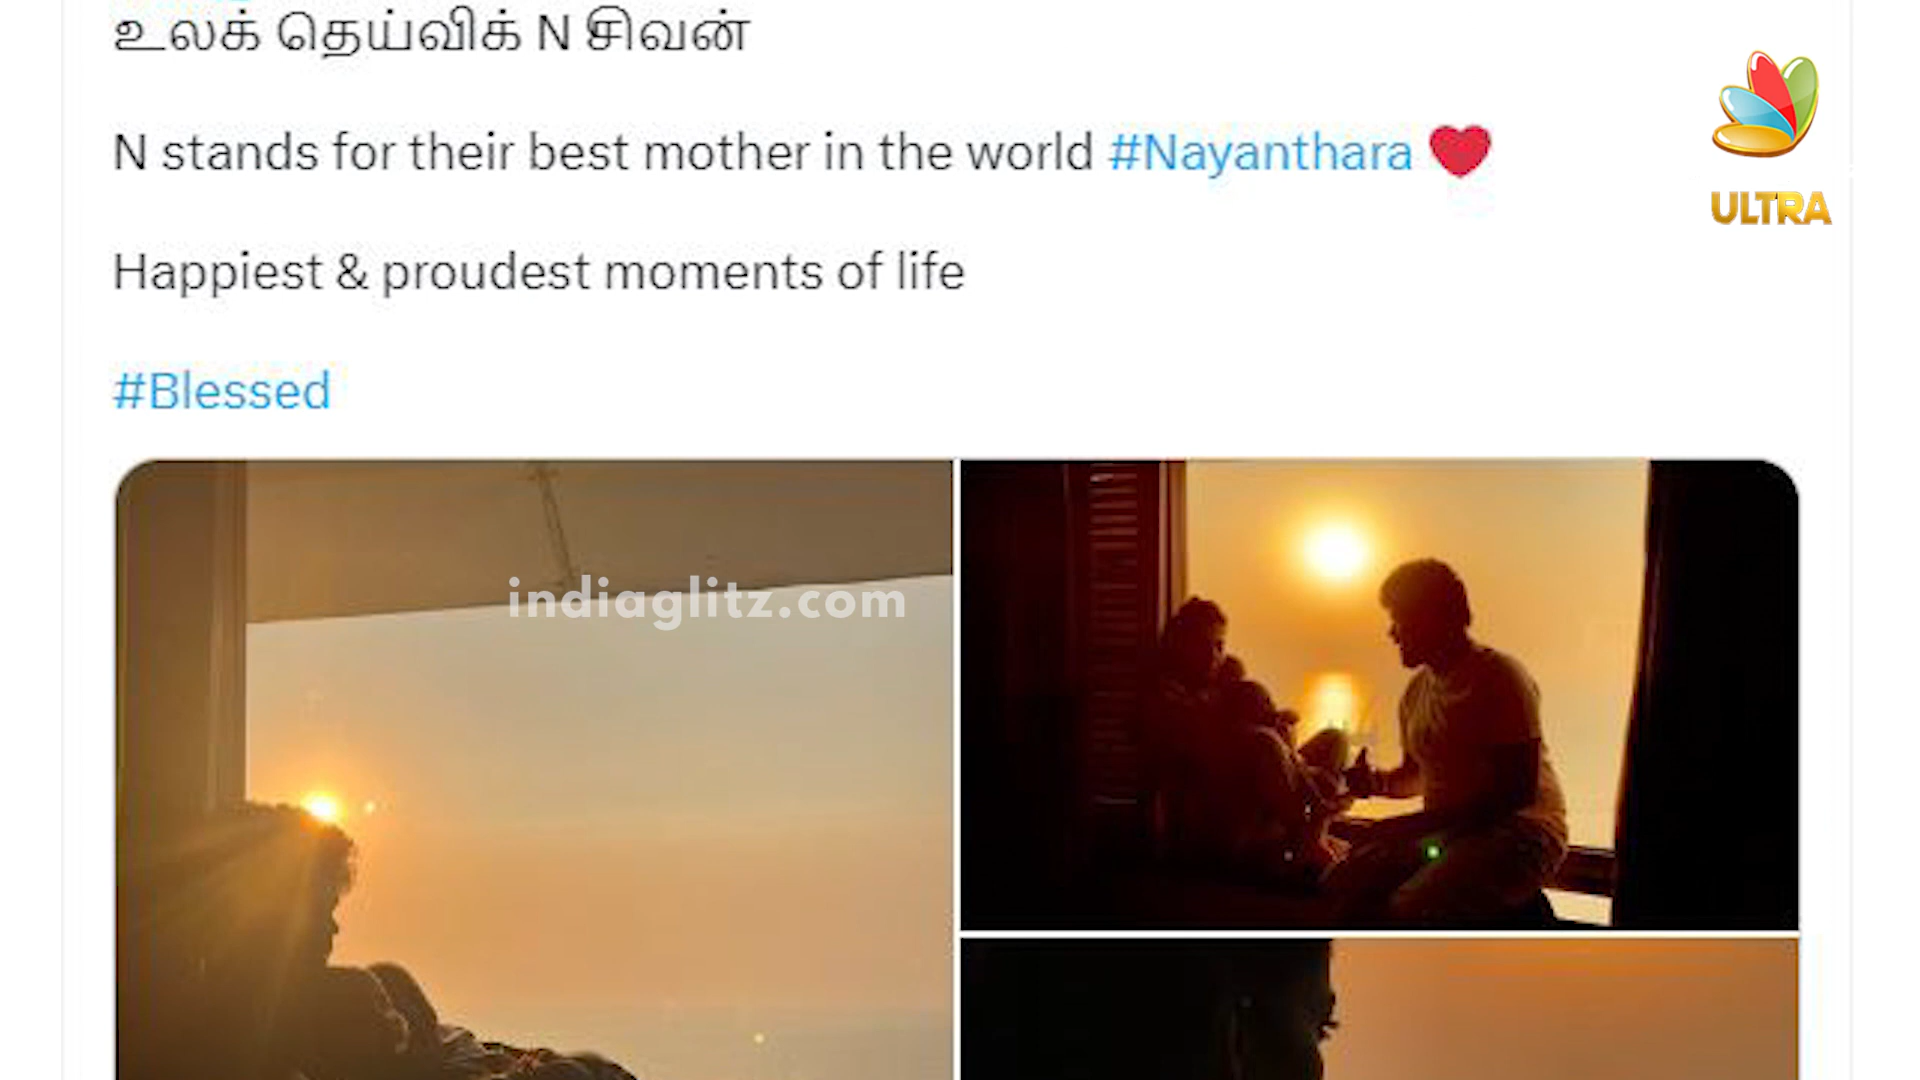 உலக் தெய்விக் N சிவன்
N stands for their best mother in the world #Nayanthara ❤
ULTRA
Happiest & proudest moments of life
#Blessed
indiaglitz.com